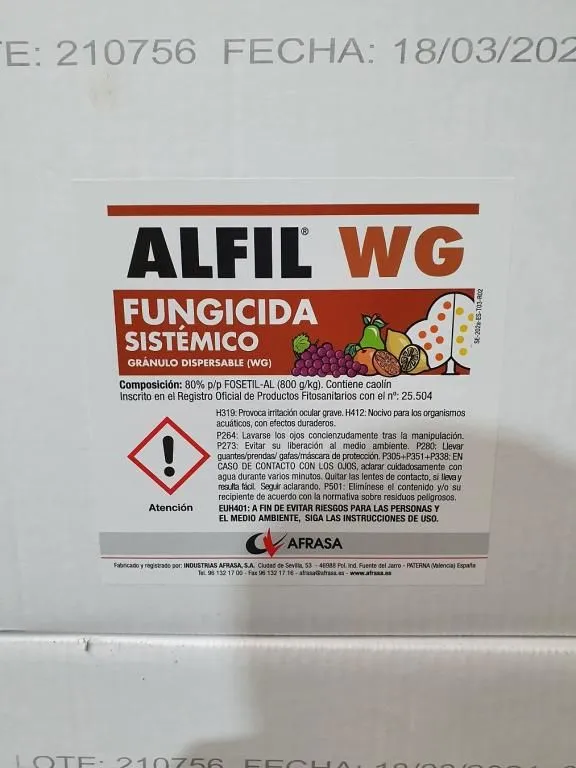 TE: 210756 FECHA: 18/03/202
ALFIL® WG
FUNGICIDA
SISTÉMICO
GRÁNULO DISPERSABLE (WG)
SE-202a-ES-T03-R02
Composición: 80% p/p FOSETIL-AL (800 g/kg). Contiene caolín
Inscrito en el Registro Oficial de Productos Fitosanitarios con el nº: 25.504
H319: Provoca irritación ocular grave. H412: Nocivo para los organismos
acuáticos, con efectos duraderos.
P264: Lavarse los ojos concienzudamente tras la manipulación.
P273: Evitar su liberación al medio ambiente. P280: Llevar
guantes/prendas/ gafas/máscara de protección. P305+P351+P338: EN
CASO DE CONTACTO CON LOS OJOS, aclarar cuidadosamente con
agua durante varios minutos. Quitar las lentes de contacto, si lleva y
resulta fácil. Seguir aclarando. P501: Elimínese el contenido y/o su
recipiente de acuerdo con la normativa sobre residuos peligrosos.
EUH401: A FIN DE EVITAR RIESGOS PARA LAS PERSONAS Y
EL MEDIO AMBIENTE, SIGA LAS INSTRUCCIONES DE USO.
Atención
AFRASA
Fabricado y registrado por: INDUSTRIAS AFRASA, S.A. Ciudad de Sevilla, 53 - 46988 Pol. Ind. Fuente del Jarro - PATERNA (Valencia) España
Tel. 96 132 17 00 - Fax 96 132 17 16 - afrasa@afrasa.es - www.afrasa.es
LOTE: 210756 FECHA: